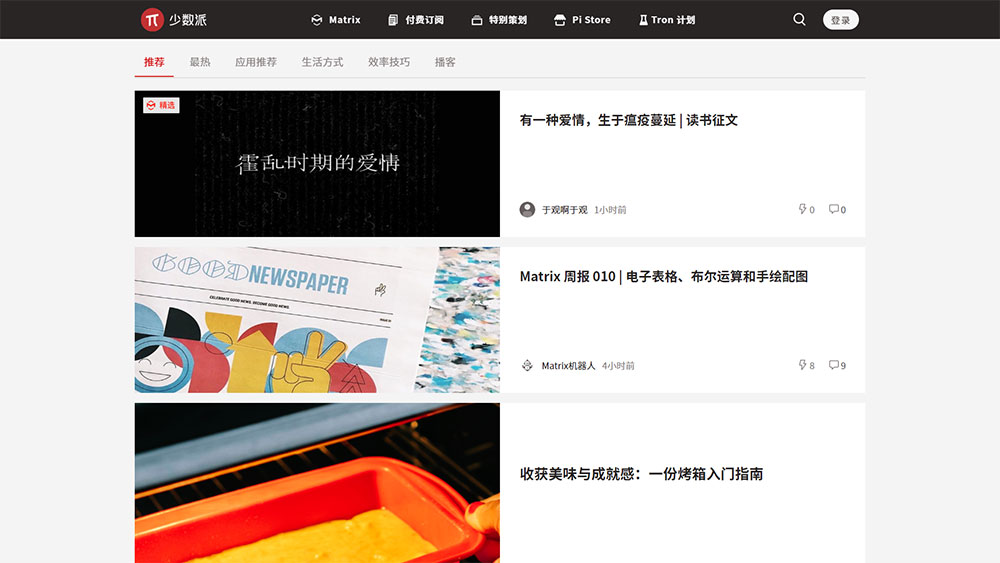 少数派
Matrix
付费订阅
特别策划
Pi Store
Tron 计划
登录
推荐
最热
应用推荐
生活方式
效率技巧
播客
精选
霍乱时期的爱情
有一种爱情，生于瘟疫蔓延 | 读书征文
于观啊于观 1小时前
0
0
GOOD NEWSPAPER
CELEBRATE GOOD NEWS. BECOME GOOD NEWS.
Matrix 周报 010 | 电子表格、布尔运算和手绘配图
Matrix机器人 4小时前
8
9
收获美味与成就感：一份烤箱入门指南